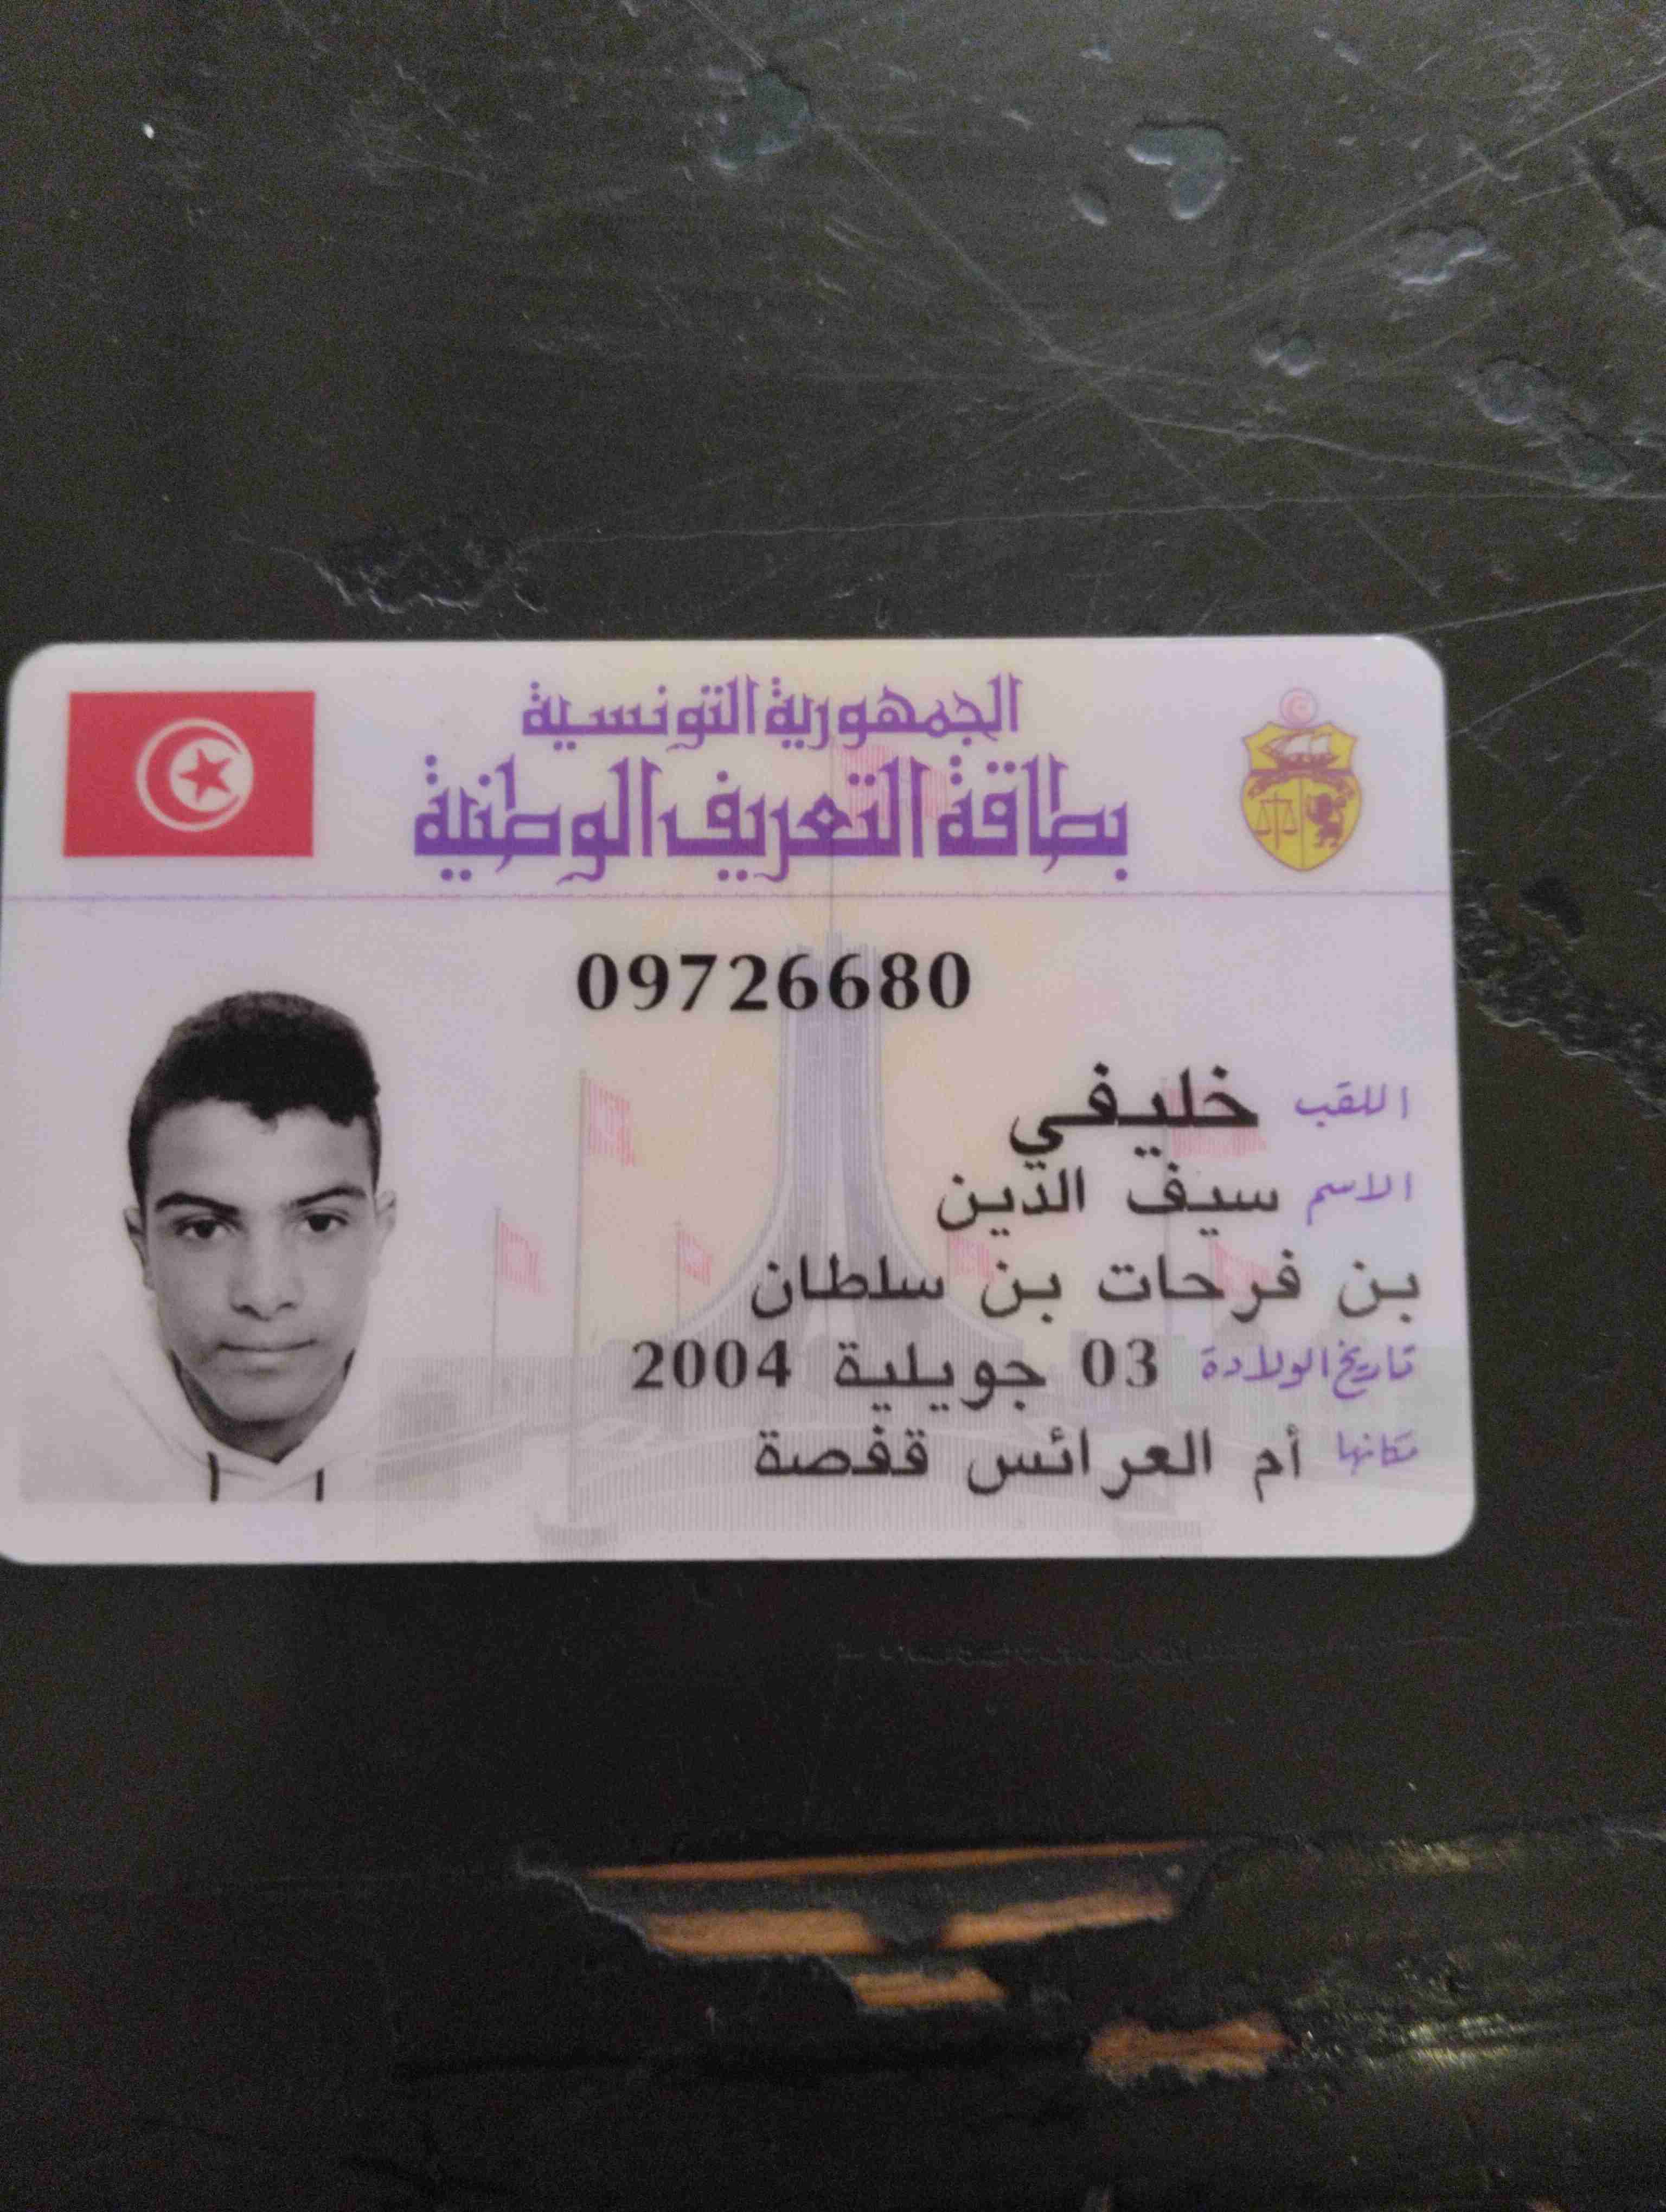 الجمهورية التونسية
بطاقة التعريف الوطنية
09726680
اللقب خليفي
الاسم سيف الدين
بن فرحات بن سلطان
تاريخ الولادة 03 جويلية 2004
مكانها أم العرائس قفصة